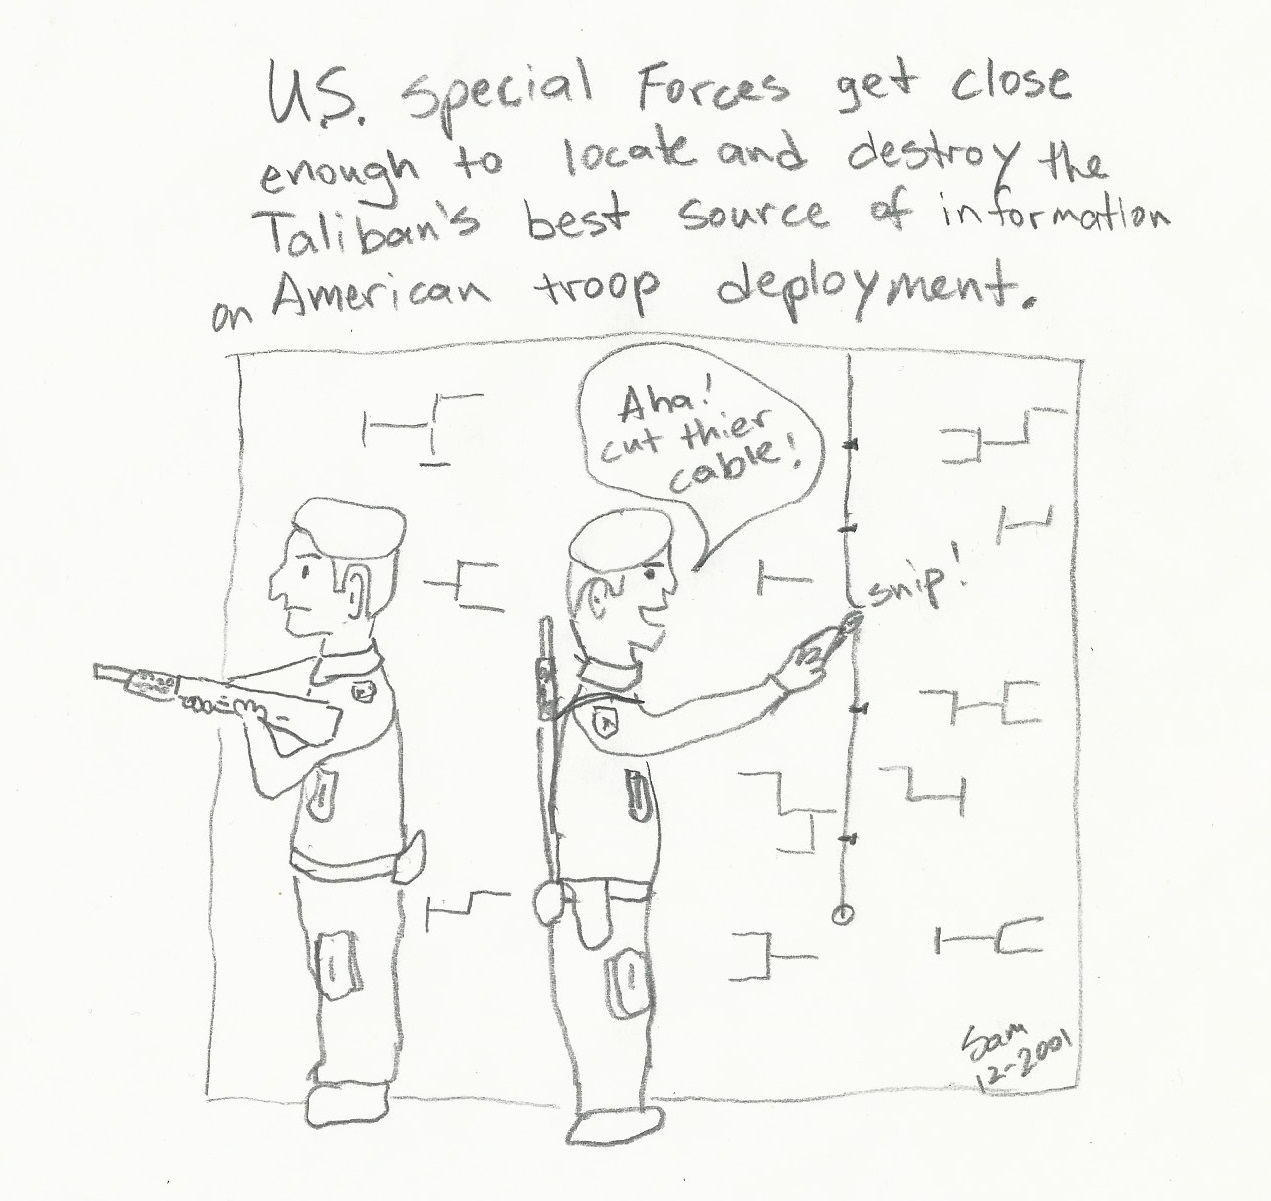 U.S. special Forces get close
enough to locate and destroy the
Taliban's best source of information
on American troop deployment.
Aha!
cut thier
cable!
snip!
Sam
12-2001